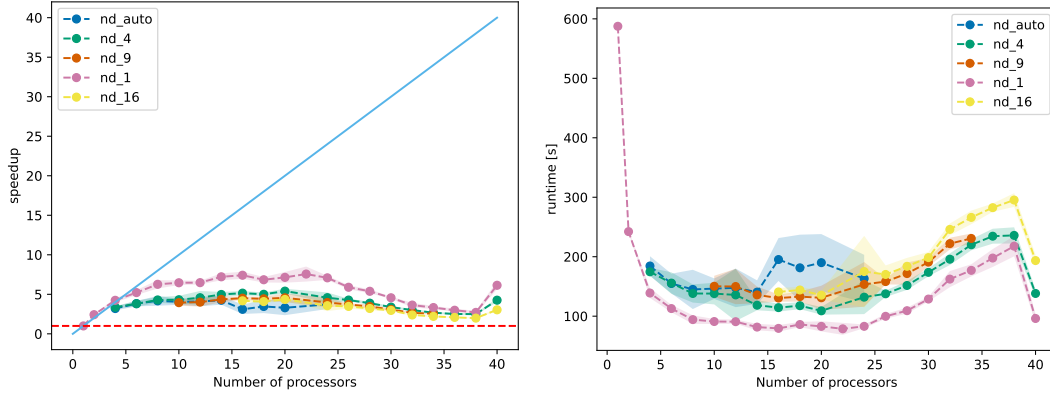 40
35
30
25
20
15
10
5
0
speedup
nd_auto
nd_4
nd_9
nd_1
nd_16
0 5 10 15 20 25 30 35 40
Number of processors
600
500
400
300
200
100
runtime [s]
nd_auto
nd_4
nd_9
nd_1
nd_16
0 5 10 15 20 25 30 35 40
Number of processors